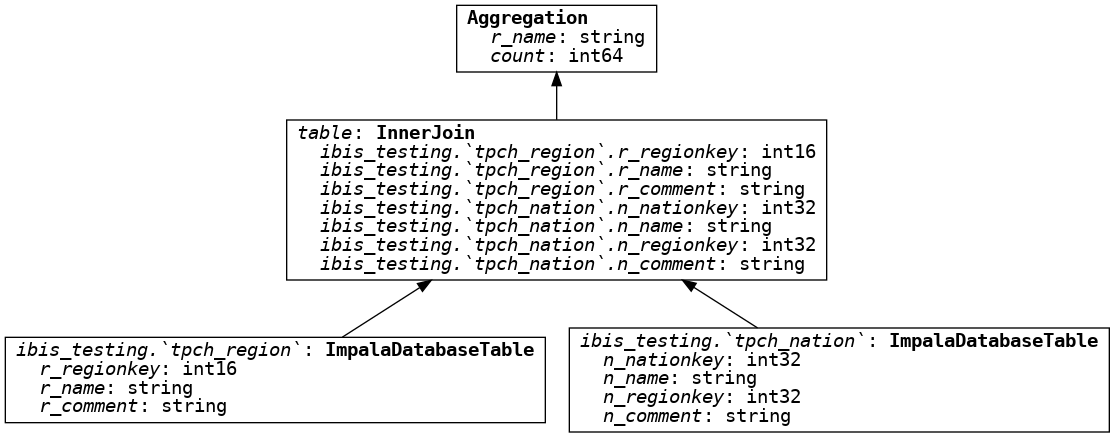 Aggregation
r_name: string
count: int64
table: InnerJoin
ibis_testing.`tpch_region`.r_regionkey: int16
ibis_testing.`tpch_region`.r_name: string
ibis_testing.`tpch_region`.r_comment: string
ibis_testing.`tpch_nation`.n_nationkey: int32
ibis_testing.`tpch_nation`.n_name: string
ibis_testing.`tpch_nation`.n_regionkey: int32
ibis_testing.`tpch_nation`.n_comment: string
ibis_testing.`tpch_region`: ImpalaDatabaseTable
r_regionkey: int16
r_name: string
r_comment: string
ibis_testing.`tpch_nation`: ImpalaDatabaseTable
n_nationkey: int32
n_name: string
n_regionkey: int32
n_comment: string